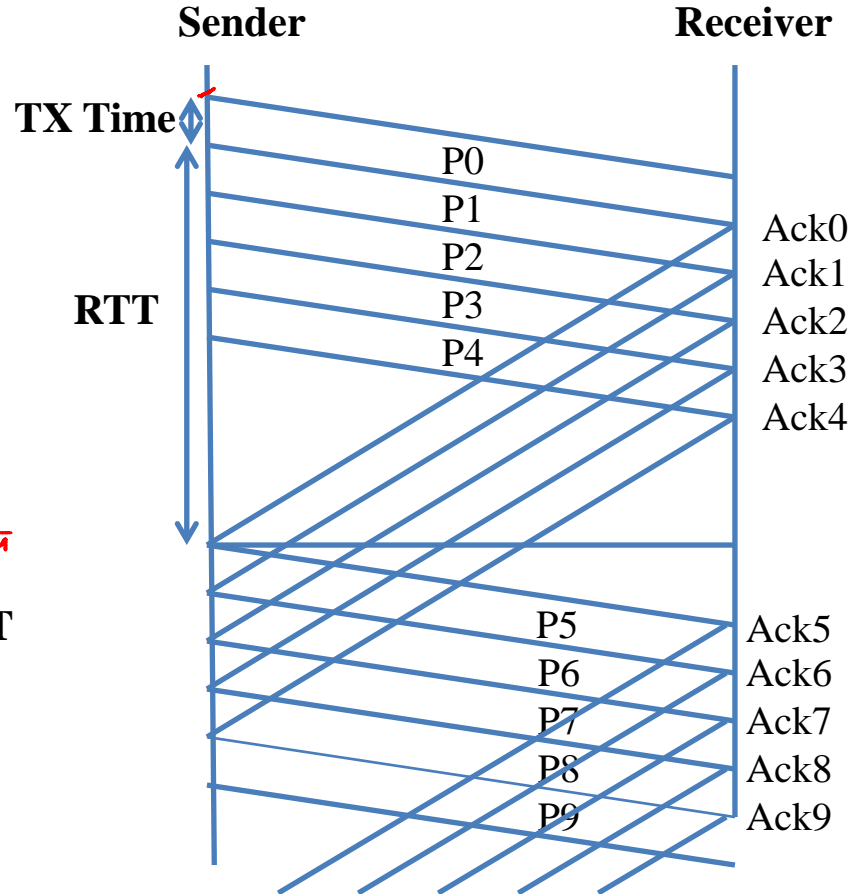 Sender Receiver
TX Time
P0
P1
Ack0
P2
Ack1
RTT
P3
Ack2
P4
Ack3
Ack4
T
P5
Ack5
P6
Ack6
P7
Ack7
P8
Ack8
P9
Ack9